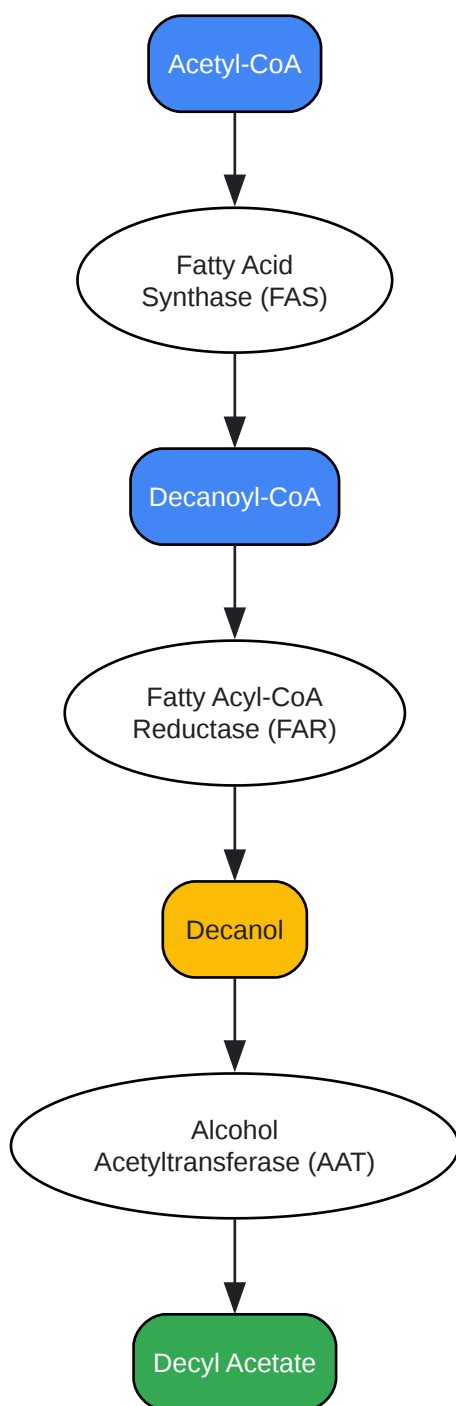 Acetyl-CoA
Fatty Acid
Synthase (FAS)
Decanoyl-CoA
Fatty Acyl-CoA
Reductase (FAR)
Decanol
Alcohol
Acetyltransferase (AAT)
Decyl Acetate